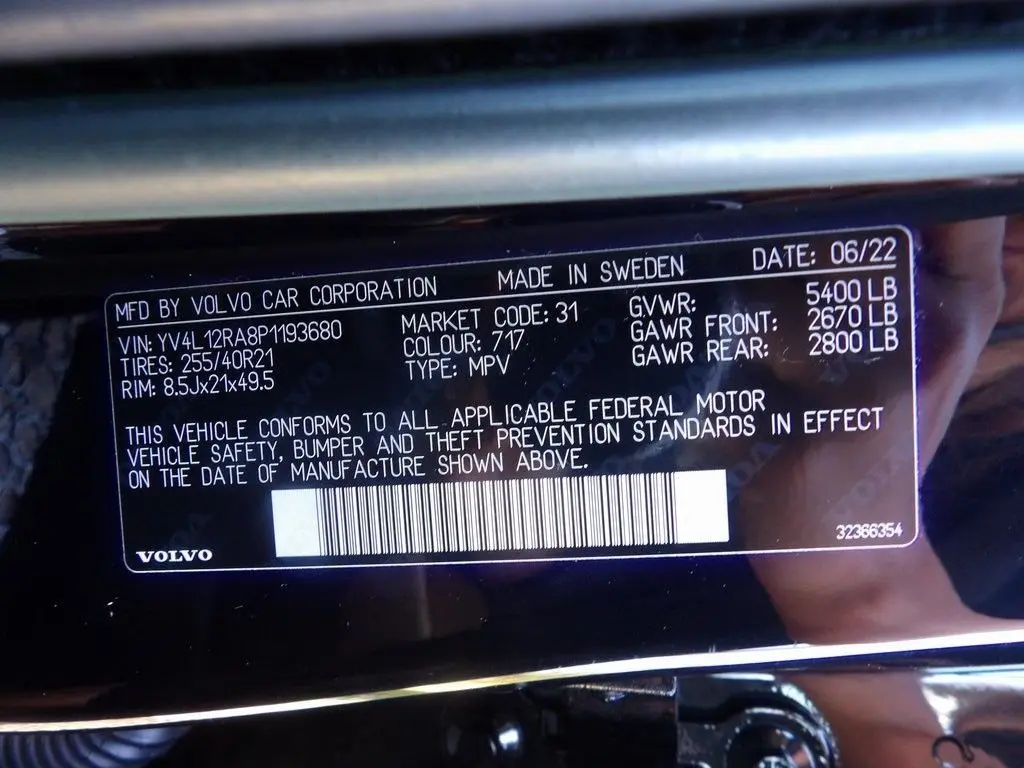 MFD BY VOLVO CAR CORPORATION MADE IN SWEDEN DATE: 06/22
VIN: YV4L12RA8P1193680 MARKET CODE: 31 GVWR: 5400 LB
TIRES: 255/40R21 COLOUR: 717 GAWR FRONT: 2670 LB
RIM: 8.5Jx21x49.5 TYPE: MPV GAWR REAR: 2800 LB
THIS VEHICLE CONFORMS TO ALL APPLICABLE FEDERAL MOTOR
VEHICLE SAFETY, BUMPER AND THEFT PREVENTION STANDARDS IN EFFECT
ON THE DATE OF MANUFACTURE SHOWN ABOVE.
VOLVO 32366354